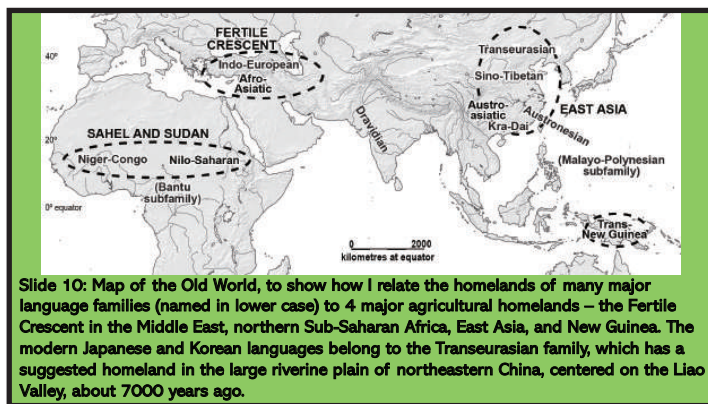 FERTILE
CRESCENT
Indo-European
Afro-
Asiatic
40°
Transeurasian
Sino-Tibetan
Austro-
asiatic
Kra-Dai
EAST ASIA
Austronesian
Dravidian
20°
SAHEL AND SUDAN
Niger-Congo
Nilo-Saharan
(Bantu
subfamily)
(Malayo-Polynesian
subfamily)
0° equator
Trans-
New Guinea
0 2000
kilometres at equator
Slide 10: Map of the Old World, to show how I relate the homelands of many major
language families (named in lower case) to 4 major agricultural homelands – the Fertile
Crescent in the Middle East, northern Sub-Saharan Africa, East Asia, and New Guinea. The
modern Japanese and Korean languages belong to the Transeurasian family, which has a
suggested homeland in the large riverine plain of northeastern China, centered on the Liao
Valley, about 7000 years ago.